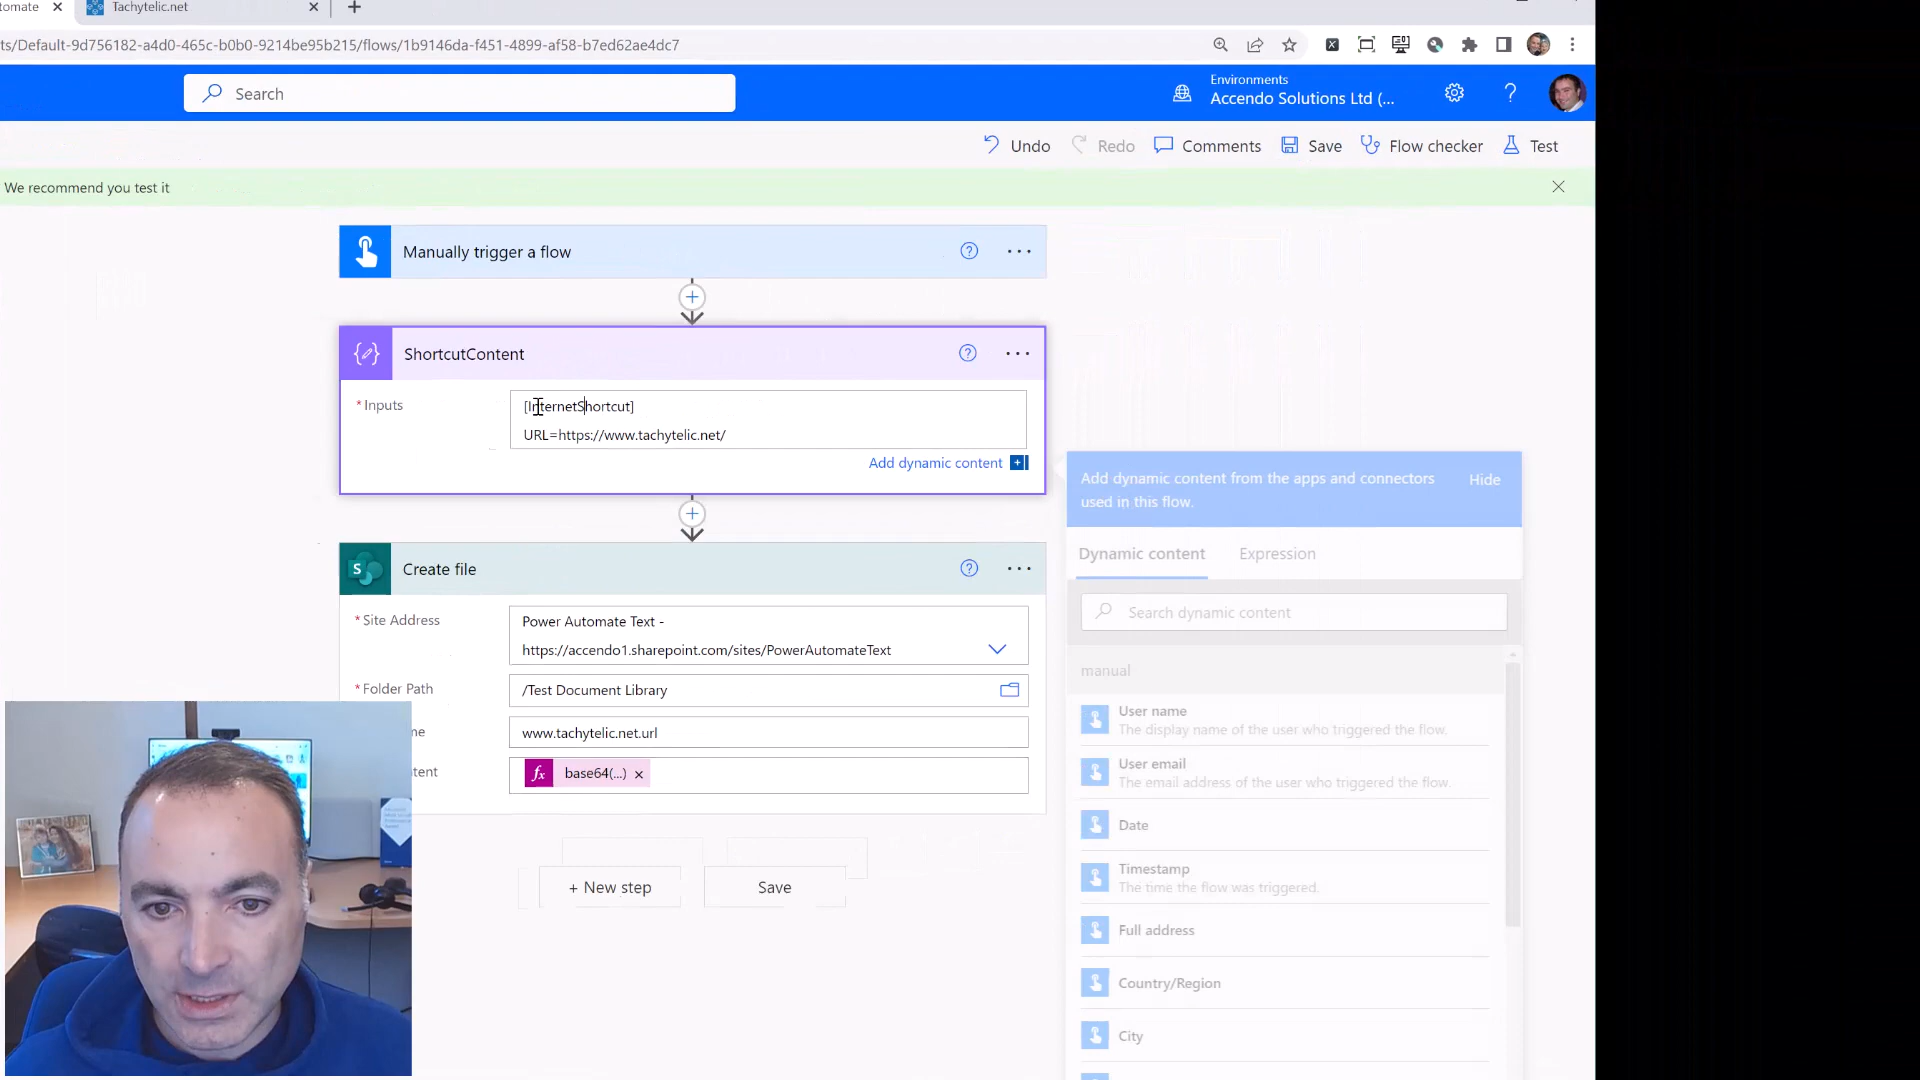 omate
Tachytelic.net
ts/Default-9d756182-a4d0-465c-b0b0-9214be95b215/flows/1b9146da-f451-4899-af58-b7ed62ae4dc7
Search
Environments
Accendo Solutions Ltd (...
Undo
Redo
Comments
Save
Flow checker
Test
We recommend you test it
Manually trigger a flow
ShortcutContent
* Inputs
[InternetShortcut]
URL=https://www.tachytelic.net/
Add dynamic content
Add dynamic content from the apps and connectors
used in this flow.
Hide
Dynamic content
Expression
Search dynamic content
manual
User name
The display name of the user who triggered the flow.
User email
The email address of the user who triggered the flow.
Date
Timestamp
The time the flow was triggered.
Full address
Country/Region
City
Create file
* Site Address
Power Automate Text -
https://accendo1.sharepoint.com/sites/PowerAutomateText
* Folder Path
/Test Document Library
me
www.tachytelic.net.url
tent
fx base64(...) ×
+ New step
Save